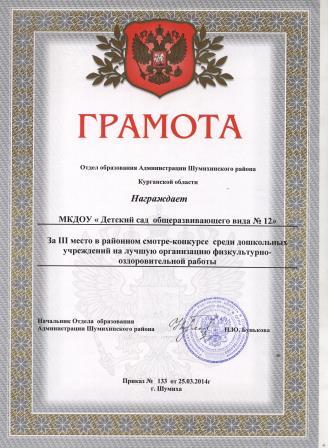 ГРАМОТА
Отдел образования Администрации Шумихинского района
Курганской области
Награждает
МКДОУ « Детский сад общеразвивающего вида № 12»
За III место в районном смотре-конкурсе среди дошкольных
учреждений на лучшую организацию физкультурно-
оздоровительной работы
Начальник Отдела образования
Администрации Шумихинского района
Н.Ю. Бунькова
Приказ № 133 от 25.03.2014г
г. Шумиха